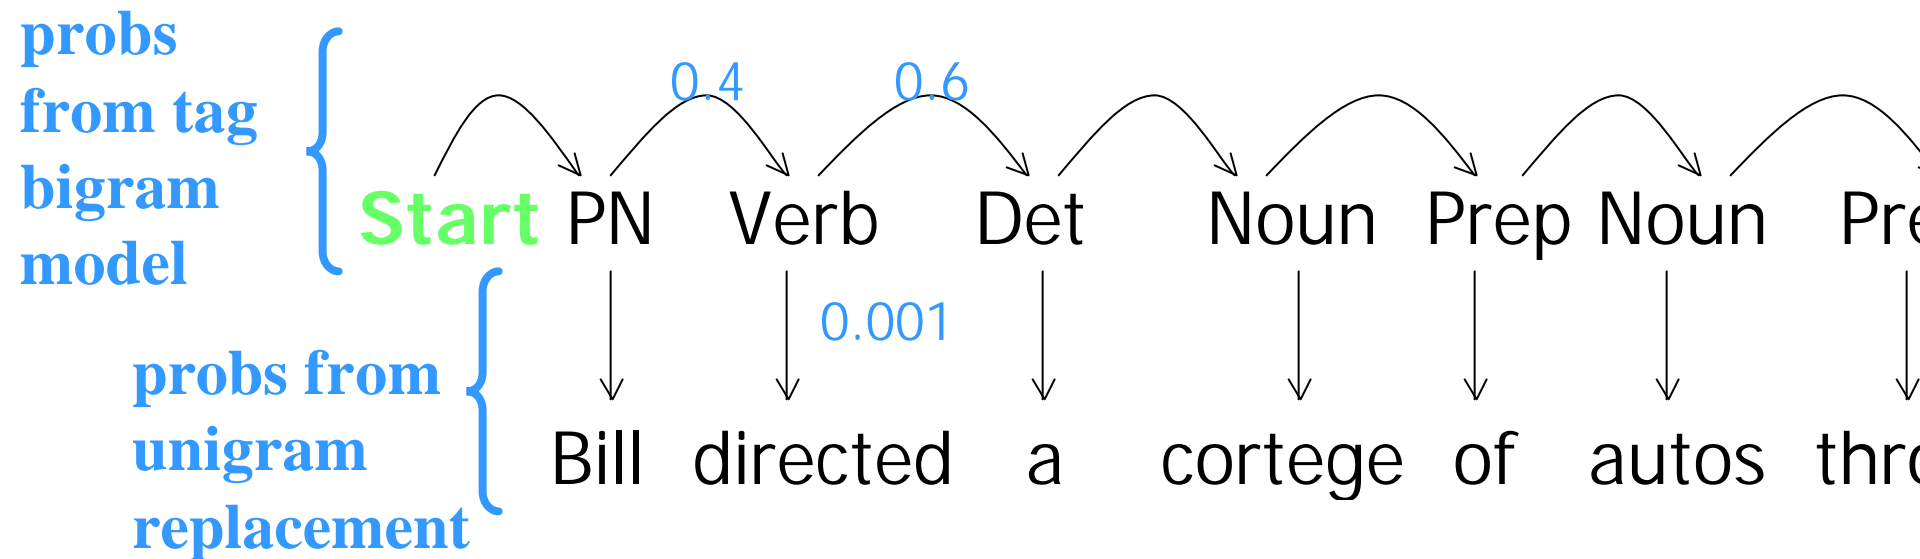 probs
from tag
bigram
model
0.4 0.6
Start PN Verb Det Noun Prep Noun
0.001
probs from
unigram
replacement
Bill directed a cortege of autos